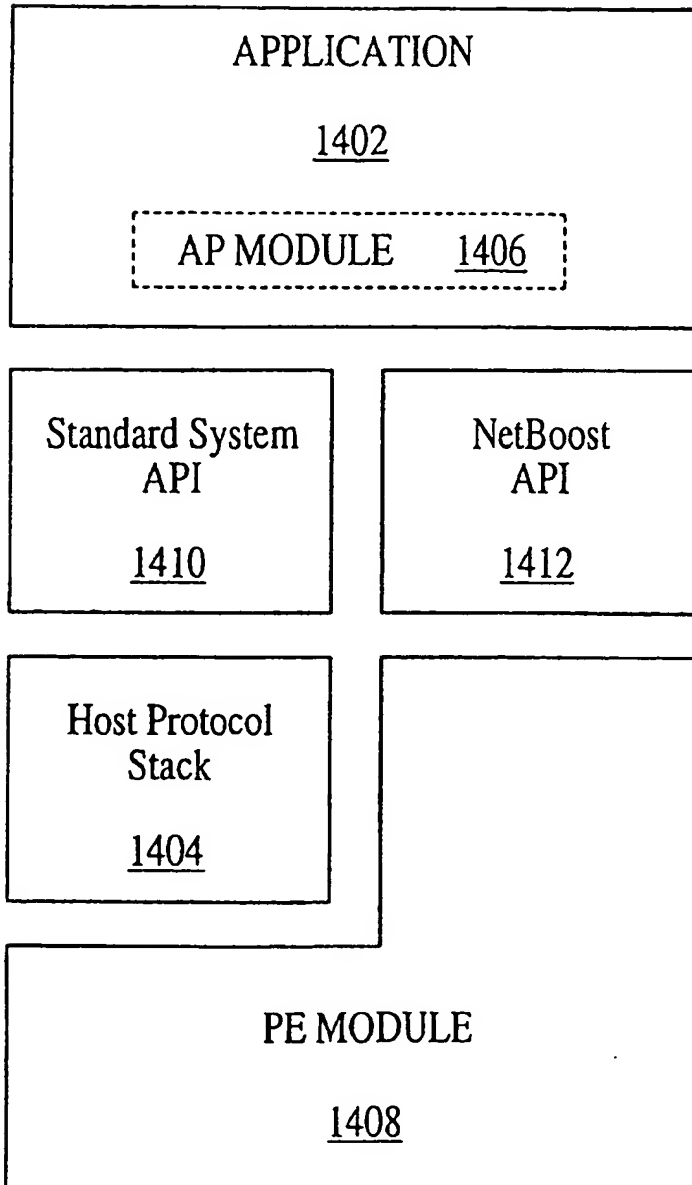 APPLICATION
1402
AP MODULE 1406
Standard System
API
1410
NetBoost
API
1412
Host Protocol
Stack
1404
PE MODULE
1408